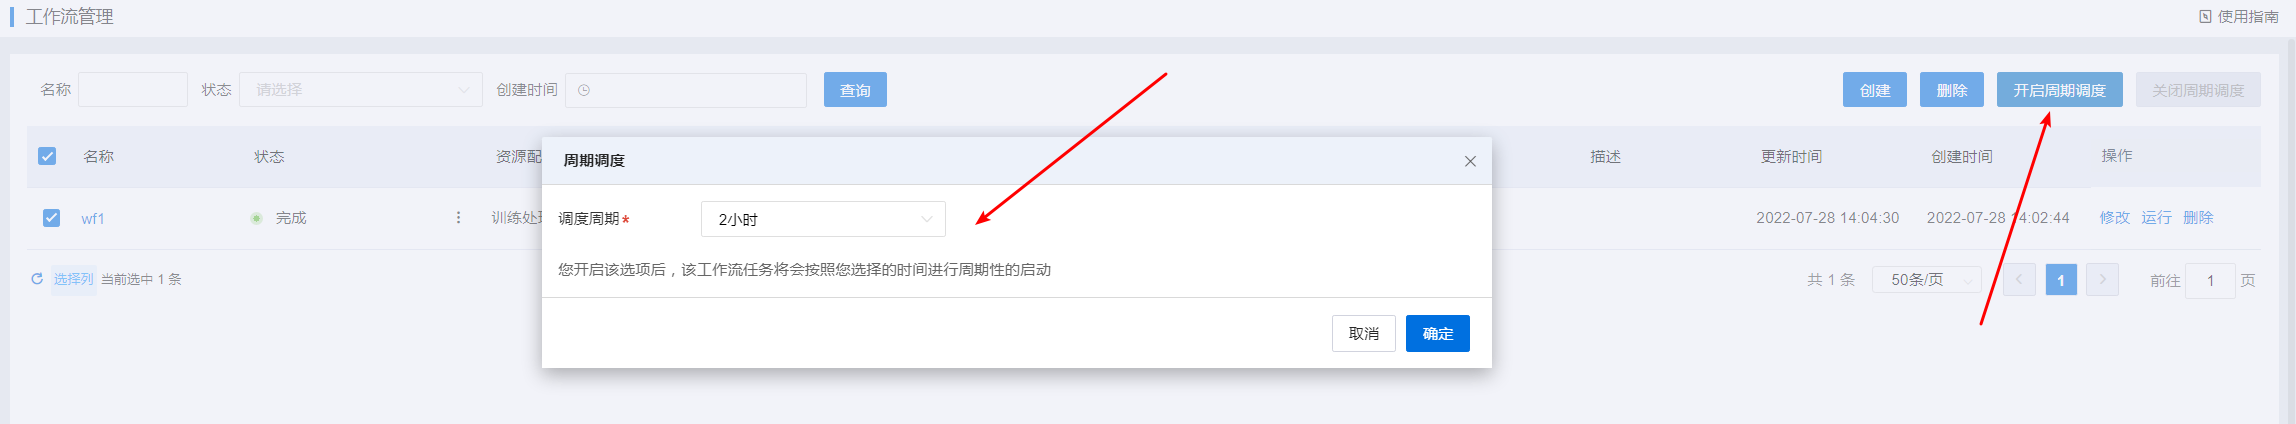 工作流管理
使用指南
名称 状态 请选择 创建时间 查询 创建 删除 开启周期调度 关闭周期调度
名称 状态 资源配 描述 更新时间 创建时间 操作
周期调度
wf1 完成 训练处理 2022-07-28 14:04:30 2022-07-28 14:02:44 修改 运行 删除
调度周期* 2小时
您开启该选项后，该工作流任务将会按照您选择的时间进行周期性的启动
选择列 当前选中 1 条 共 1 条 50条/页 1 前往 1 页
取消 确定